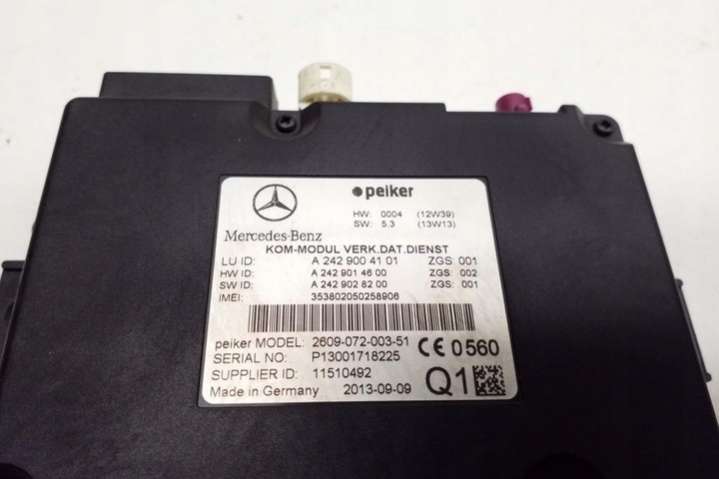 peiker
HW: 0004 (12W39)
SW: 5.3 (13W13)
Mercedes-Benz
KOM-MODUL VERK.DAT.DIENST
LU ID: A 242 900 41 01 ZGS: 001
HW ID: A 242 901 46 00 ZGS: 002
SW ID: A 242 902 82 00 ZGS: 001
IMEI: 353802050258906
peiker MODEL: 2609-072-003-51
SERIAL NO: P13001718225
CE 0560
SUPPLIER ID: 11510492
Made in Germany 2013-09-09
Q1